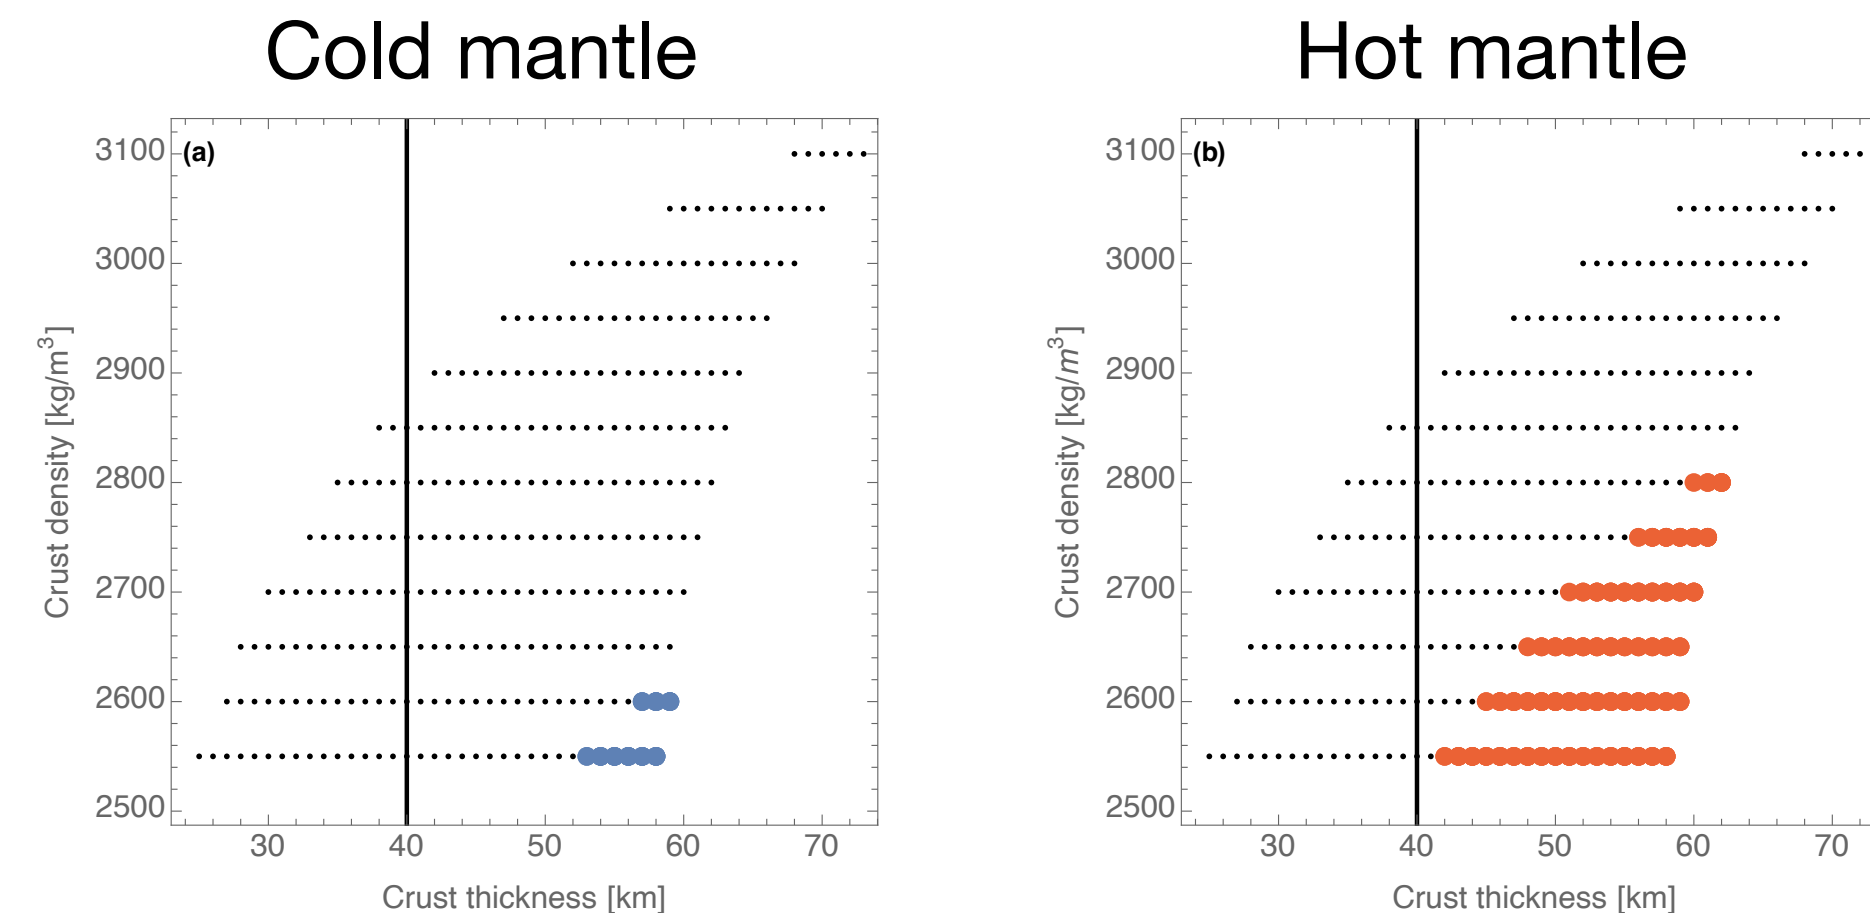 Cold mantle
Hot mantle
(a)
3100
3000
2900
2800
2700
2600
2500
Crust density [kg/m³]
30 40 50 60 70
Crust thickness [km]
(b)
3100
3000
2900
2800
2700
2600
2500
Crust density [kg/m³]
30 40 50 60 70
Crust thickness [km]